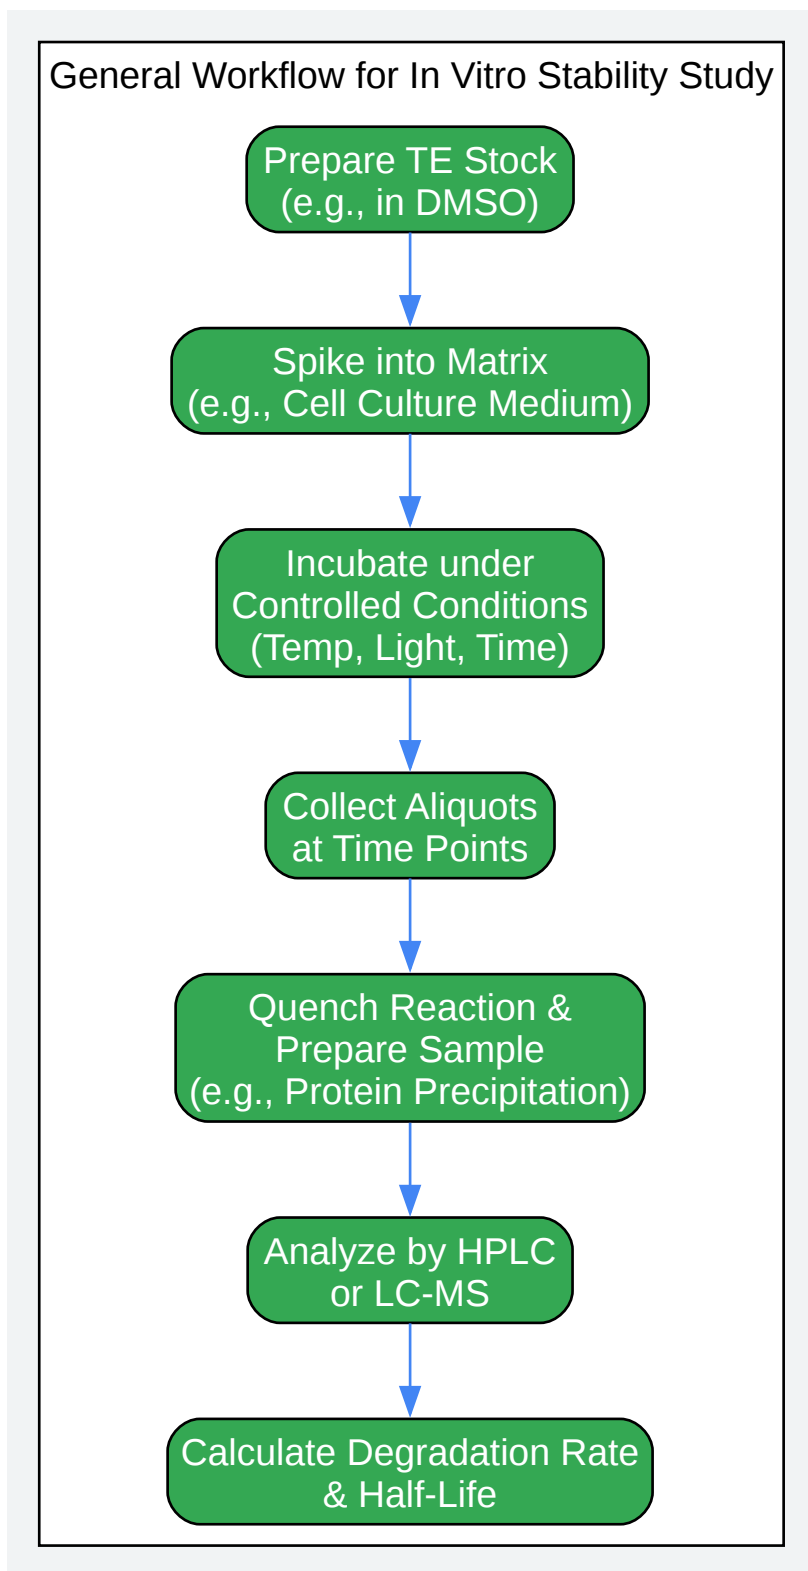 General Workflow for In Vitro Stability Study
Prepare TE Stock
(e.g., in DMSO)
Spike into Matrix
(e.g., Cell Culture Medium)
Incubate under
Controlled Conditions
(Temp, Light, Time)
Collect Aliquots
at Time Points
Quench Reaction &
Prepare Sample
(e.g., Protein Precipitation)
Analyze by HPLC
or LC-MS
Calculate Degradation Rate
& Half-Life